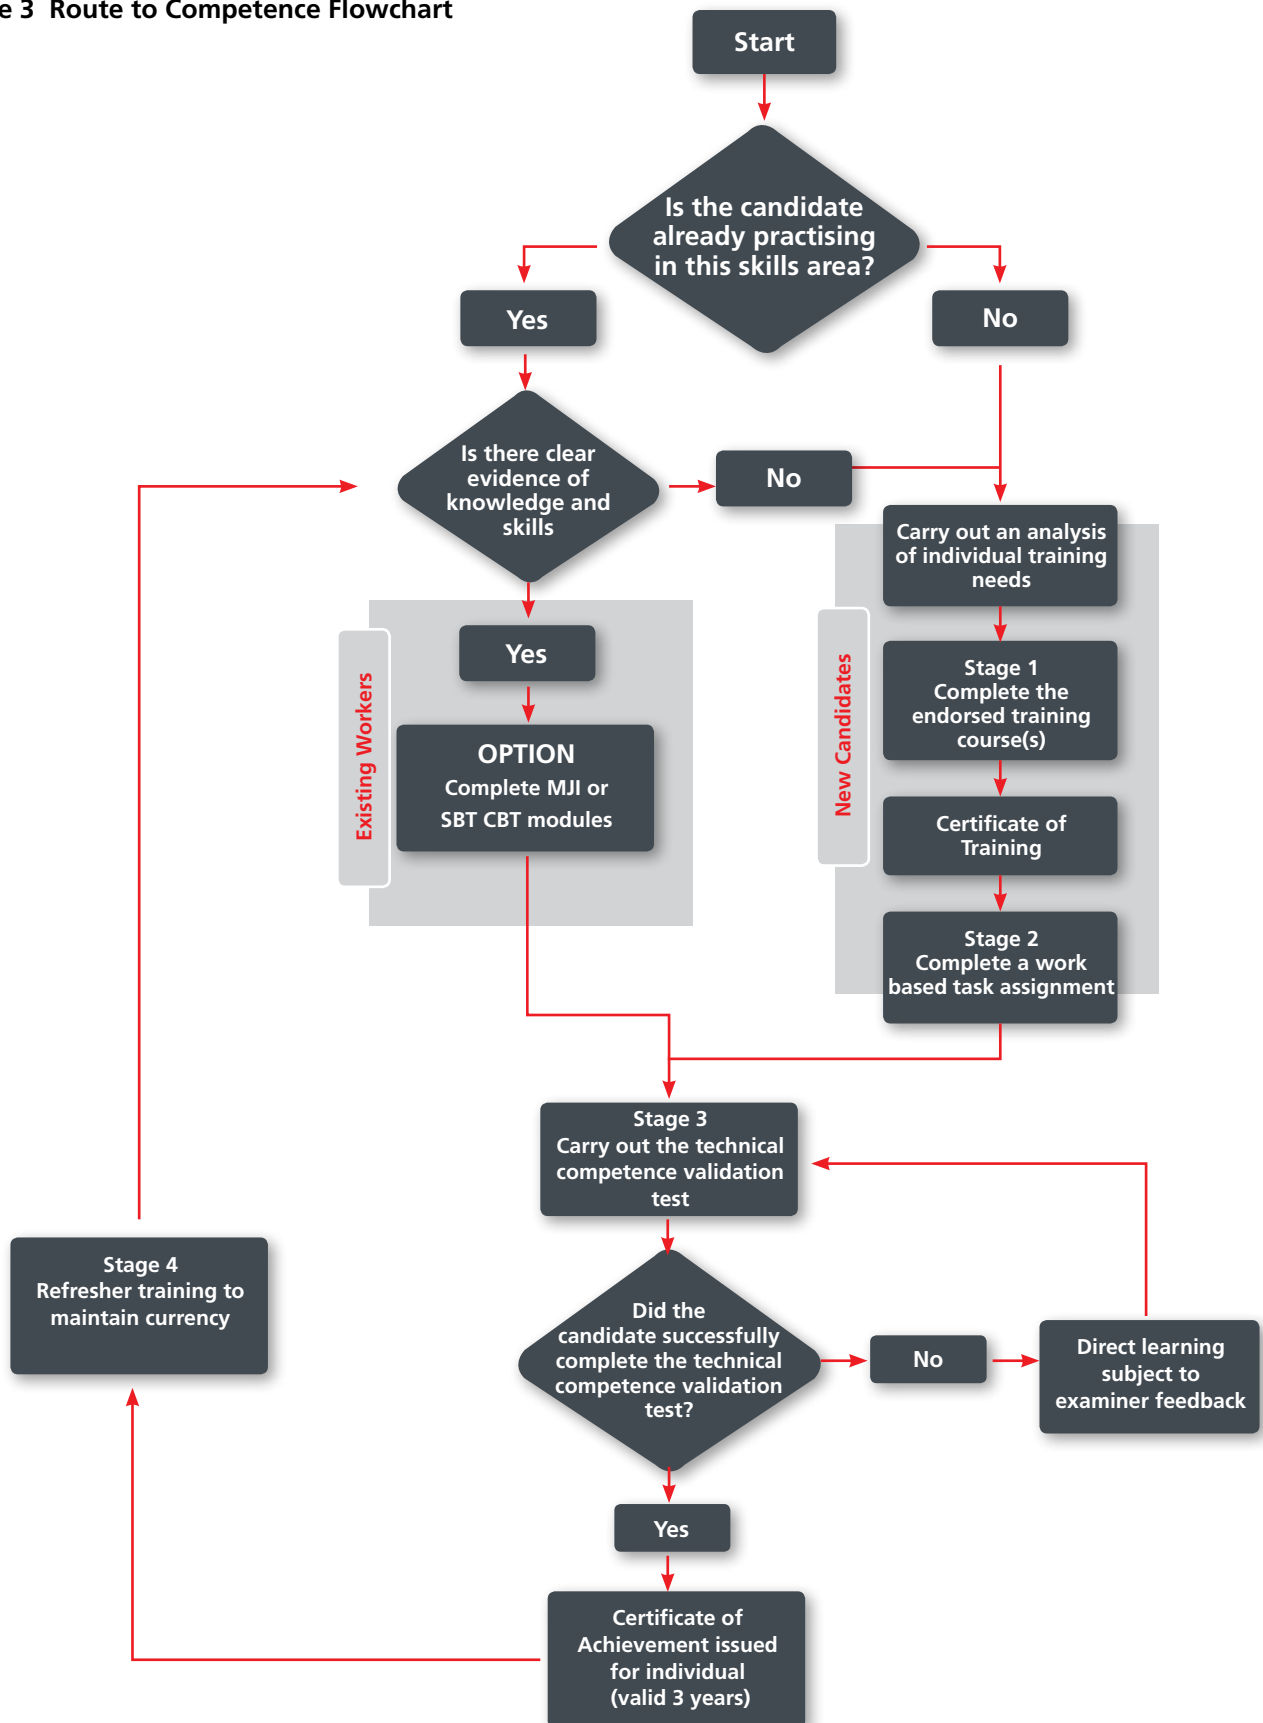 e 3 Route to Competence Flowchart
Start
Is the candidate
already practising
in this skills area?
Yes
No
Is there clear
evidence of
knowledge and
skills
No
Carry out an analysis
of individual training
needs
Existing Workers
Yes
OPTION
Complete MJI or
SBT CBT modules
New Candidates
Stage 1
Complete the
endorsed training
course(s)
Certificate of
Training
Stage 2
Complete a work
based task assignment
Stage 3
Carry out the technical
competence validation
test
Stage 4
Refresher training to
maintain currency
Did the
candidate successfully
complete the technical
competence validation
test?
No
Direct learning
subject to
examiner feedback
Yes
Certificate of
Achievement issued
for individual
(valid 3 years)